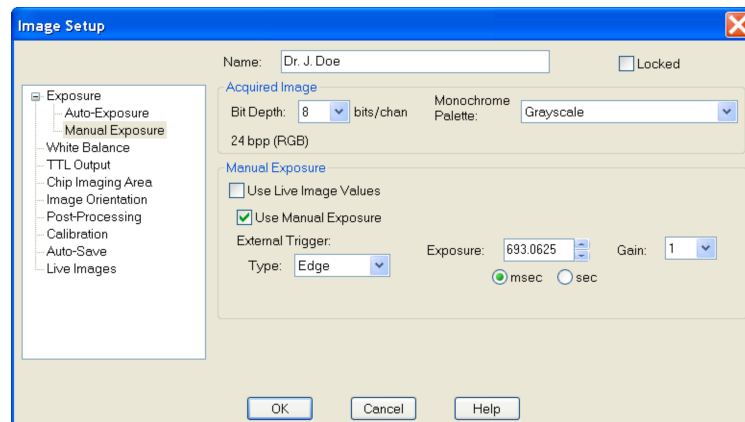 Image Setup
Name: Dr. J. Doe
Locked
Exposure
Auto-Exposure
Manual Exposure
White Balance
TTL Output
Chip Imaging Area
Image Orientation
Post-Processing
Calibration
Auto-Save
Live Images
Acquired Image
Bit Depth: 8 bits/chan
Monochrome
Palette: Grayscale
24 bpp (RGB)
Manual Exposure
Use Live Image Values
Use Manual Exposure
External Trigger:
Type: Edge
Exposure: 693.0625
Gain: 1
msec sec
OK Cancel Help